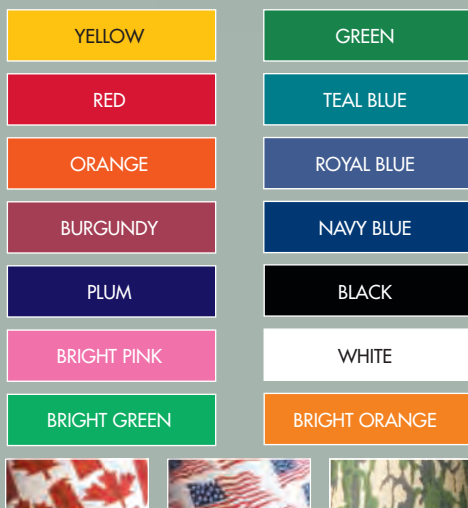 YELLOW
GREEN
RED
TEAL BLUE
ORANGE
ROYAL BLUE
BURGUNDY
NAVY BLUE
PLUM
BLACK
BRIGHT PINK
WHITE
BRIGHT GREEN
BRIGHT ORANGE